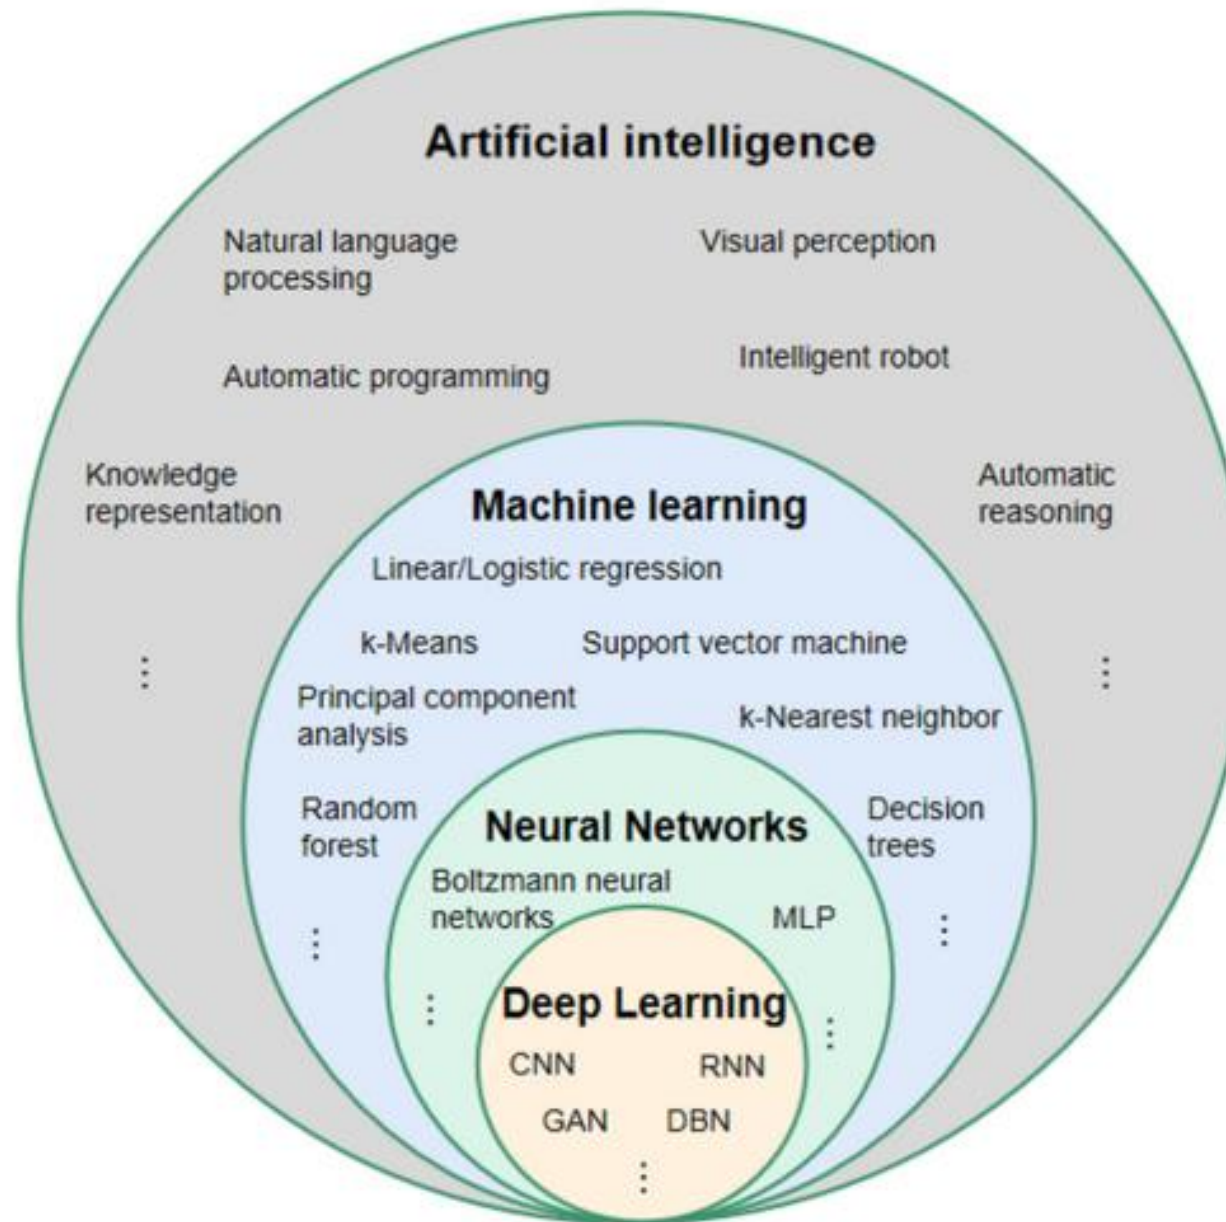 Artificial intelligence
Natural language
processing
Visual perception
Automatic programming
Intelligent robot
Knowledge
representation
Automatic
reasoning
Machine learning
Linear/Logistic regression
k-Means
Support vector machine
Principal component
analysis
k-Nearest neighbor
Random
forest
Decision
trees
Neural Networks
Boltzmann neural
networks
MLP
Deep Learning
CNN
RNN
GAN
DBN